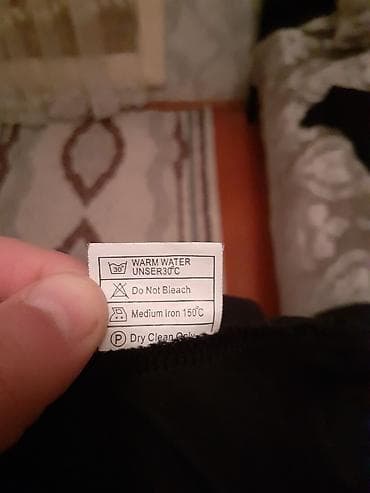 30° WARM WATER
UNSER30°C
Do Not Bleach
Medium Iron 150°C
P Dry Clean Only